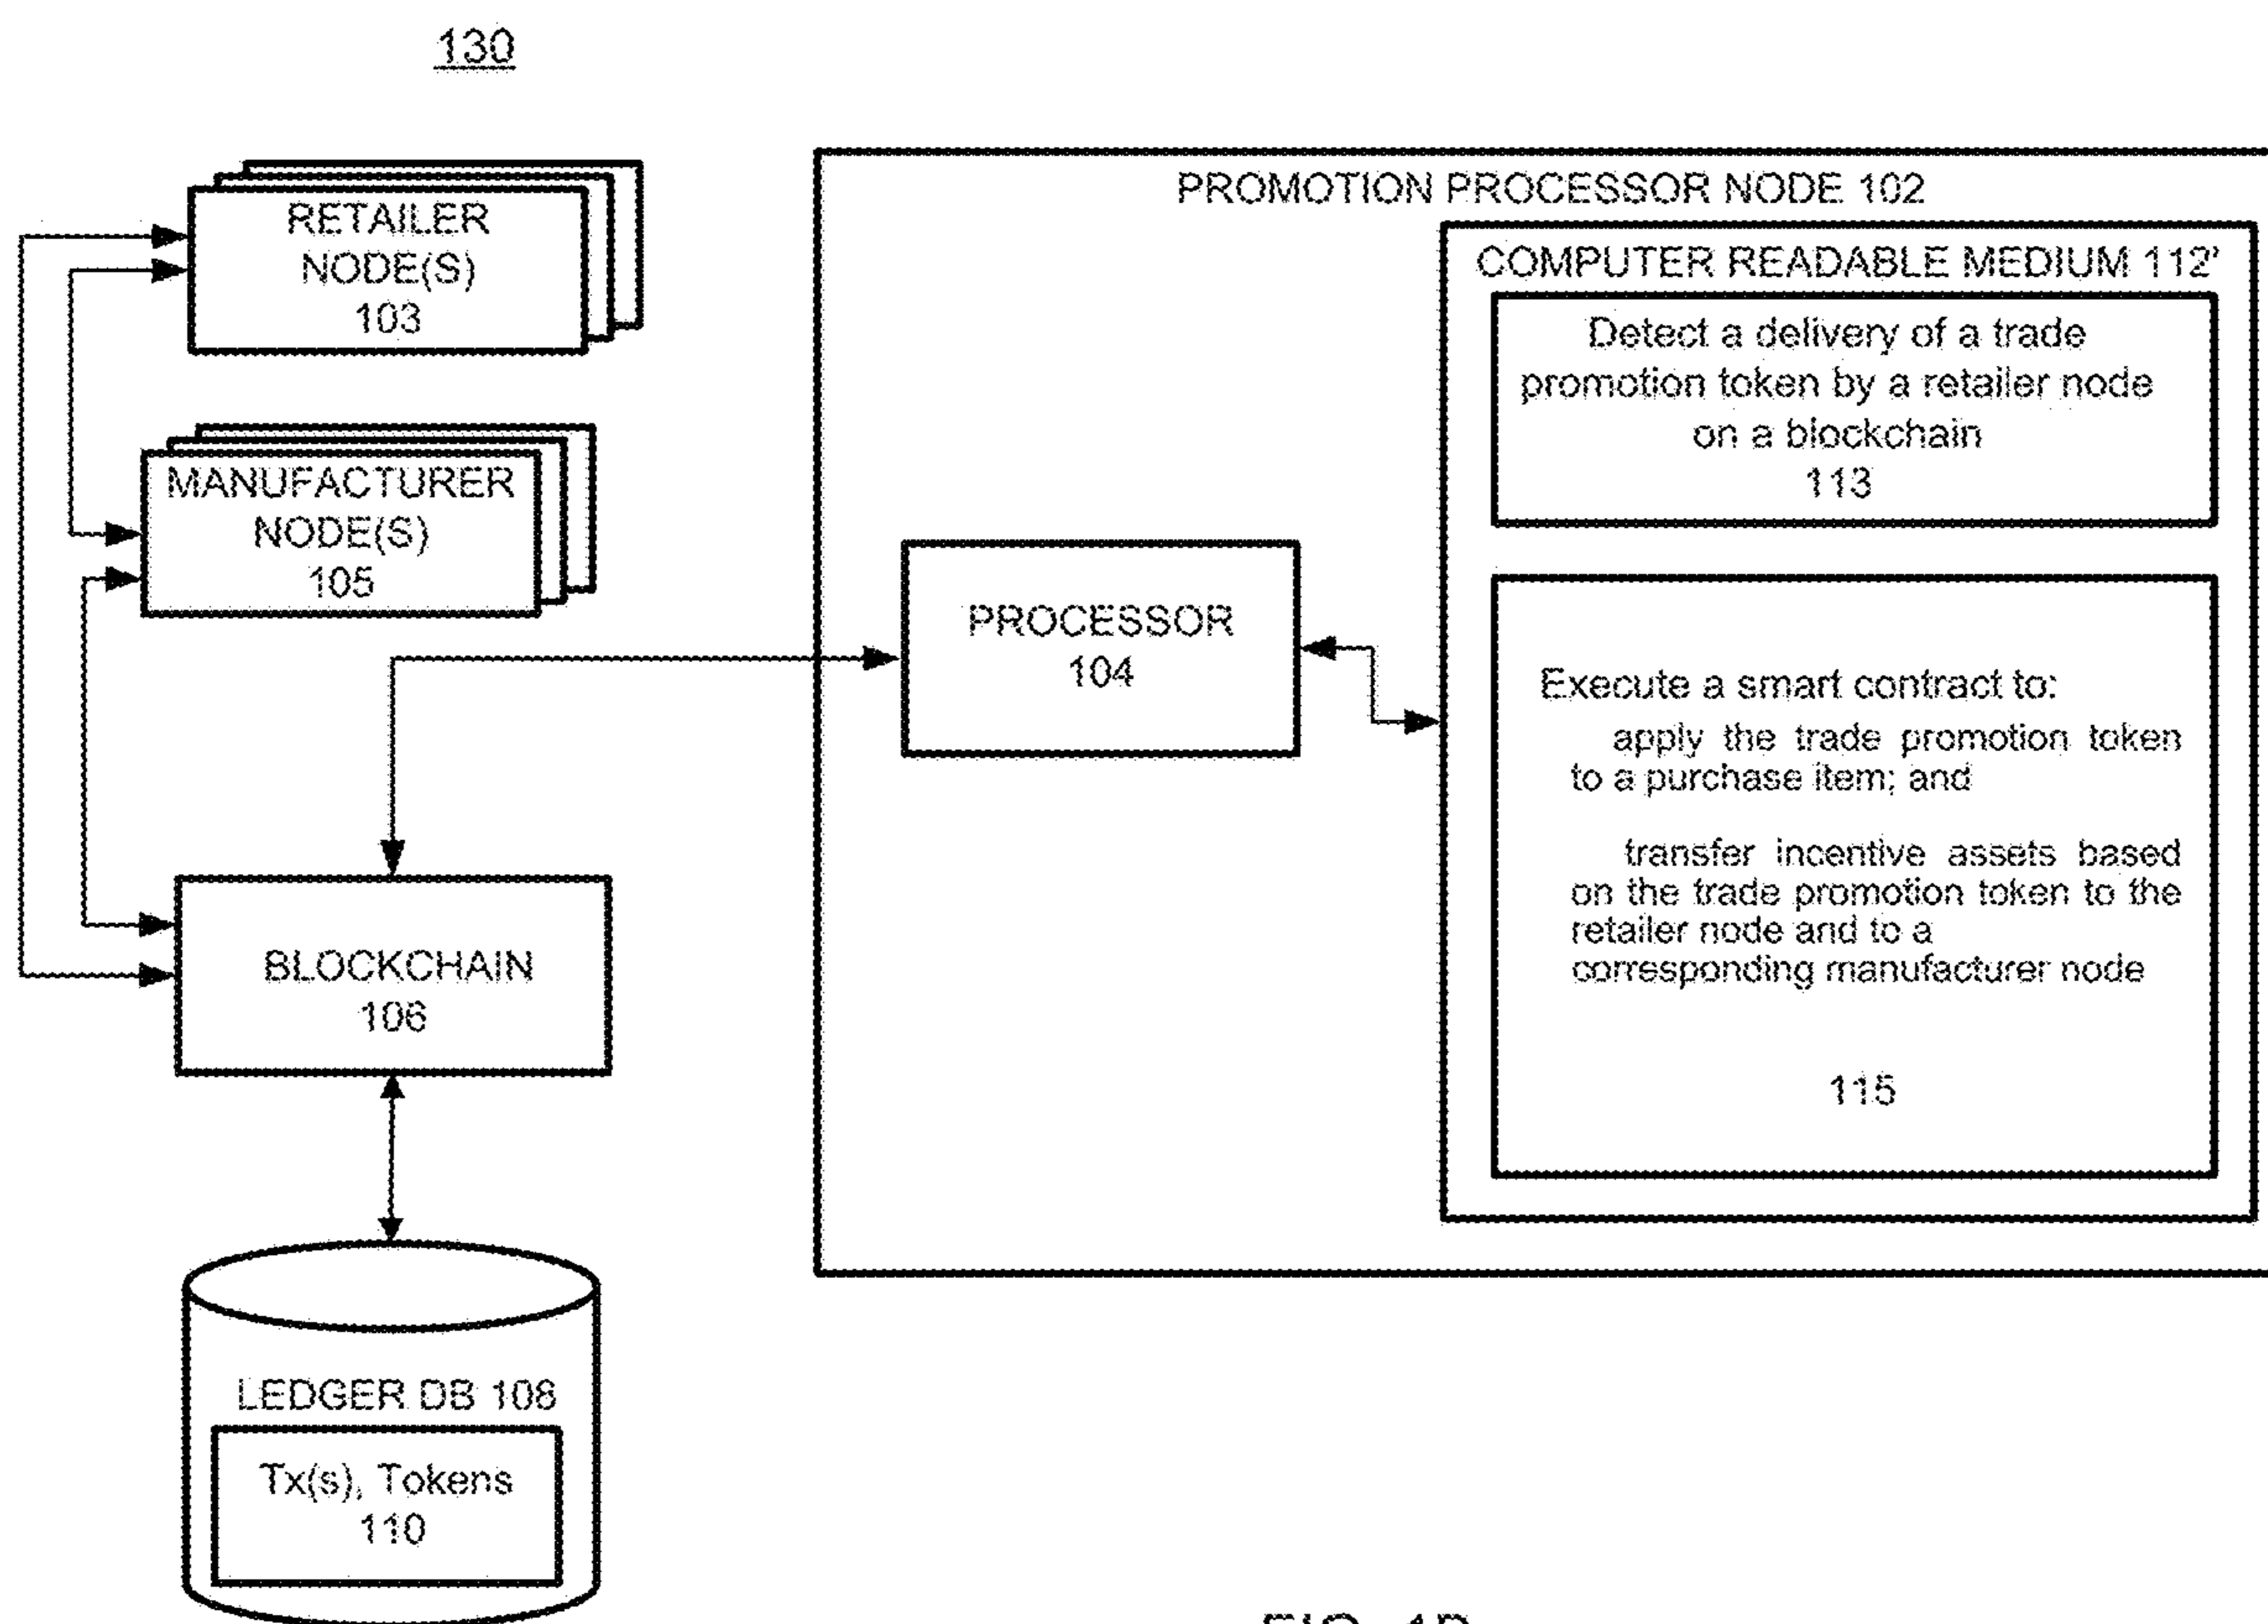 130
RETAILER
NODE(S)
103
MANUFACTURER
NODE(S)
105
BLOCKCHAIN
106
LEDGER DB 108
Tx(s), Tokens
110
PROMOTION PROCESSOR NODE 102
PROCESSOR
104
COMPUTER READABLE MEDIUM 112'
Detect a delivery of a trade
promotion token by a retailer node
on a blockchain
113
Execute a smart contract to:
apply the trade promotion token
to a purchase item; and
transfer incentive assets based
on the trade promotion token to the
retailer node and to a
corresponding manufacturer node
115